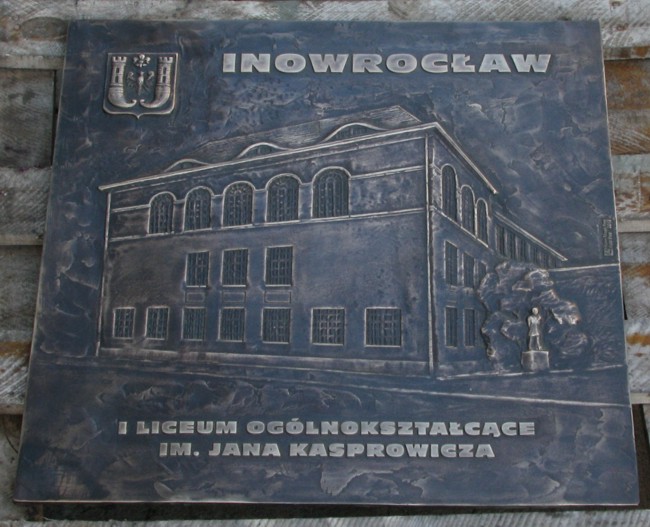 INOWROCŁAW
I LICEUM OGÓLNOKSZTAŁCĄCE
IM. JANA KASPROWICZA